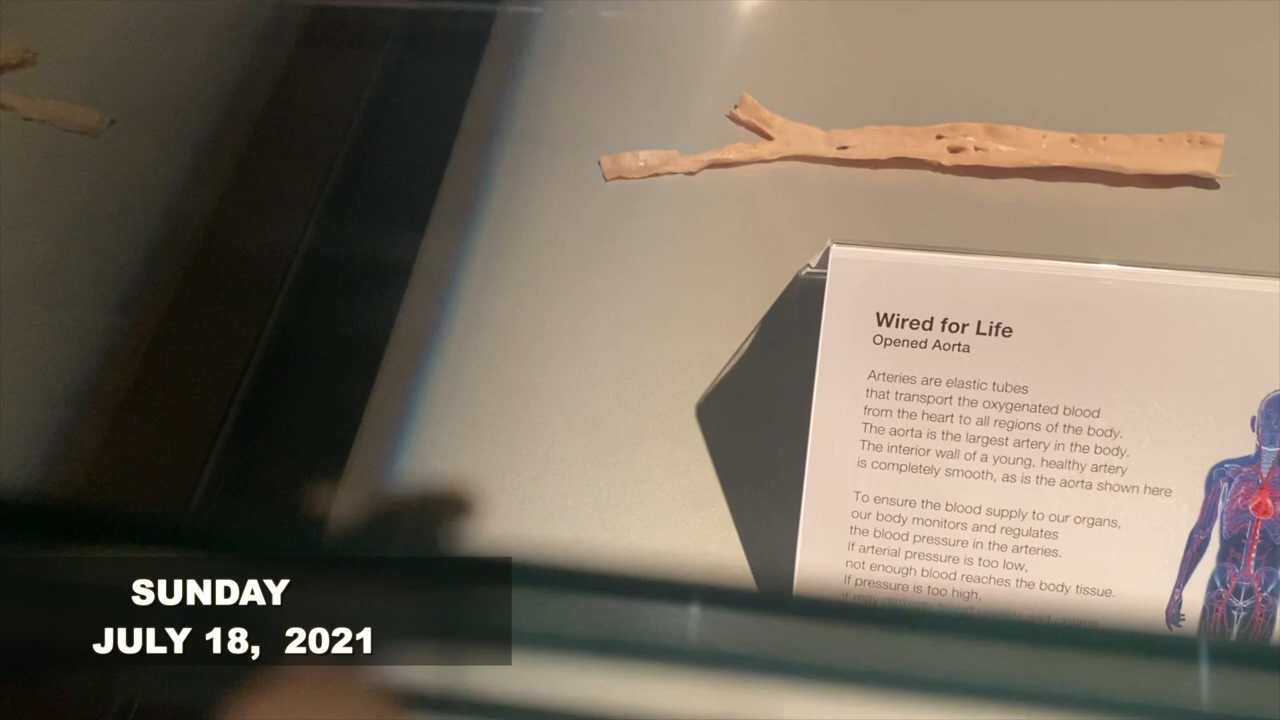 Wired for Life
Opened Aorta
Arteries are elastic tubes
that transport the oxygenated blood
from the heart to all regions of the body.
The aorta is the largest artery in the body.
The interior wall of a young, healthy artery
is completely smooth, as is the aorta shown here
To ensure the blood supply to our organs,
our body monitors and regulates
the blood pressure in the arteries.
If arterial pressure is too low,
not enough blood reaches the body tissue.
If pressure is too high,
it may
SUNDAY
JULY 18, 2021